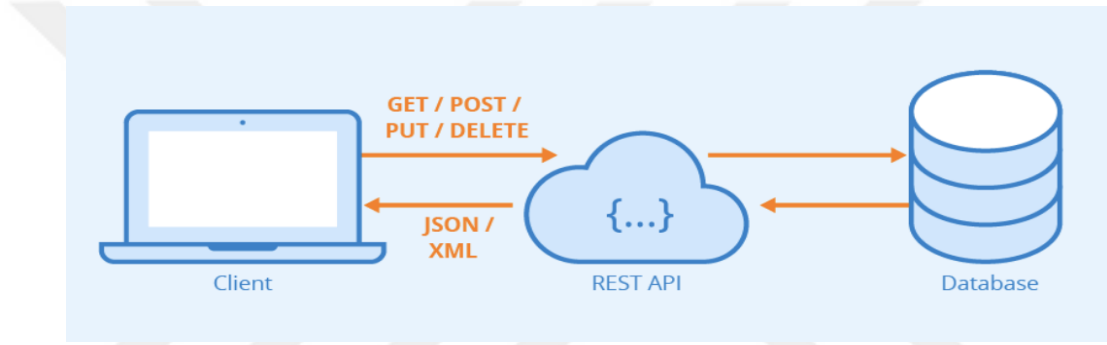 GET / POST /
PUT / DELETE
JSON /
XML
{...}
Client
REST API
Database